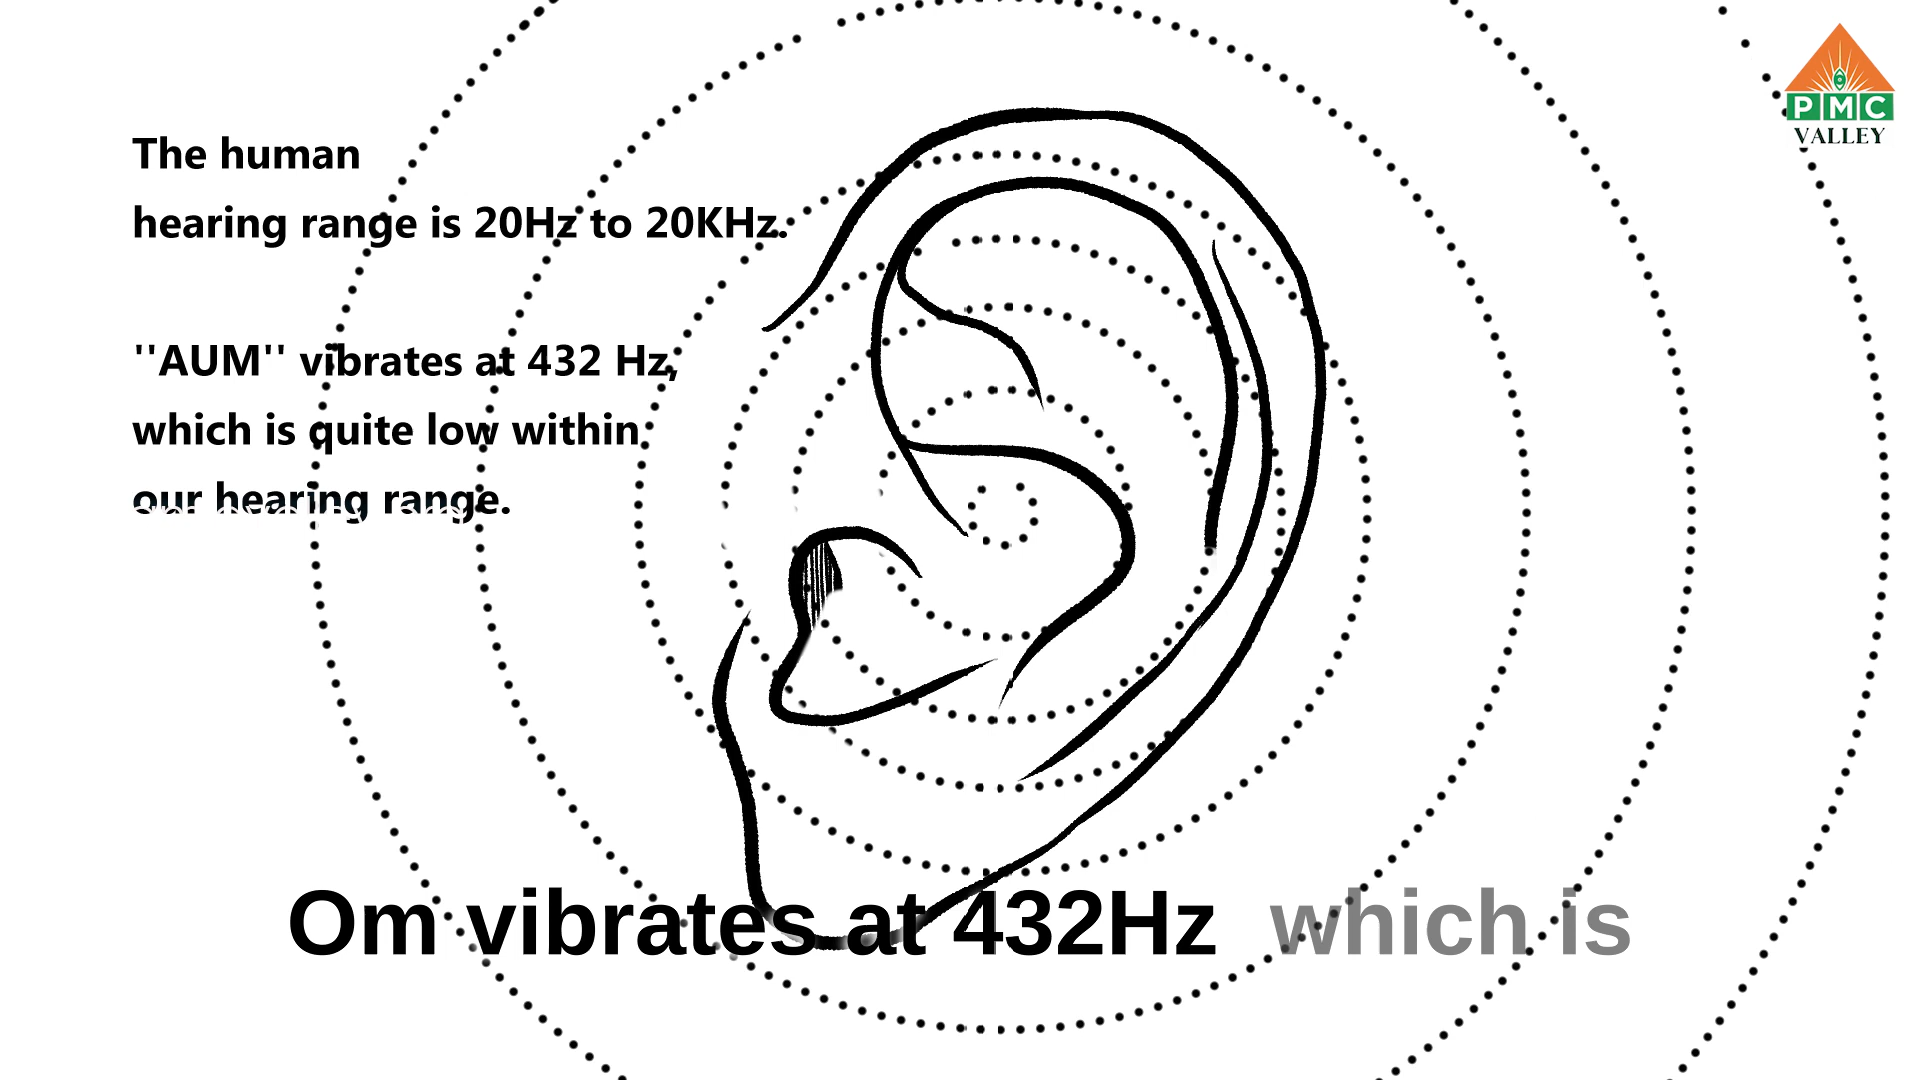 PMC
VALLEY
The human
hearing range is 20Hz to 20KHz.
''AUM'' vibrates at 432 Hz,
which is quite low within
our hearing range.
Om vibrates at 432Hz which is